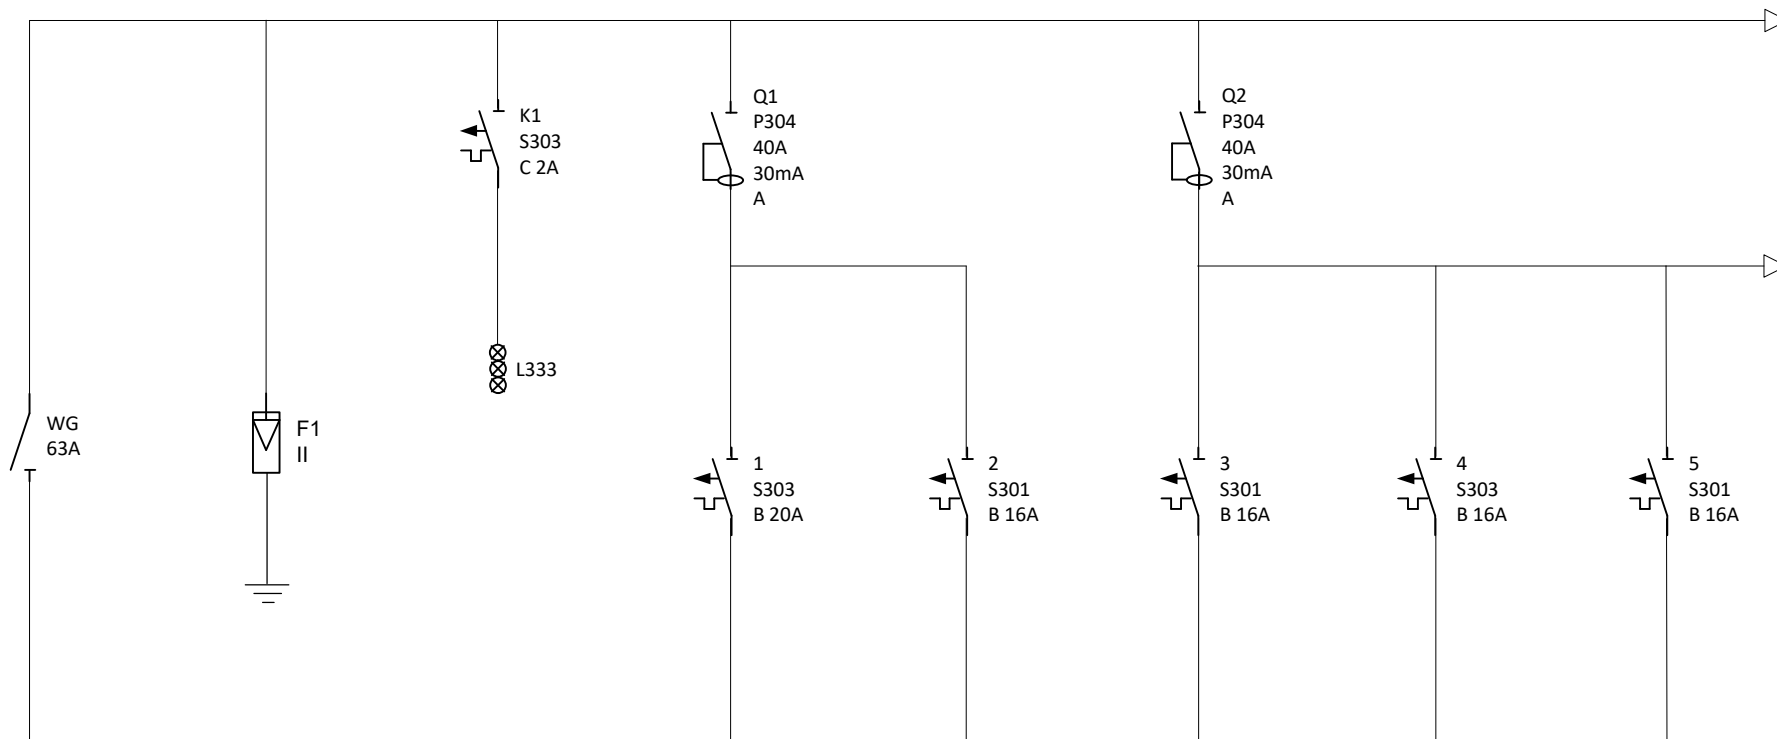 K1
S303
C 2A
Q1
P304
40A
30mA
A
Q2
P304
40A
30mA
A
L333
WG
63A
F1
II
1
S303
B 20A
2
S301
B 16A
3
S301
B 16A
4
S303
B 16A
5
S301
B 16A